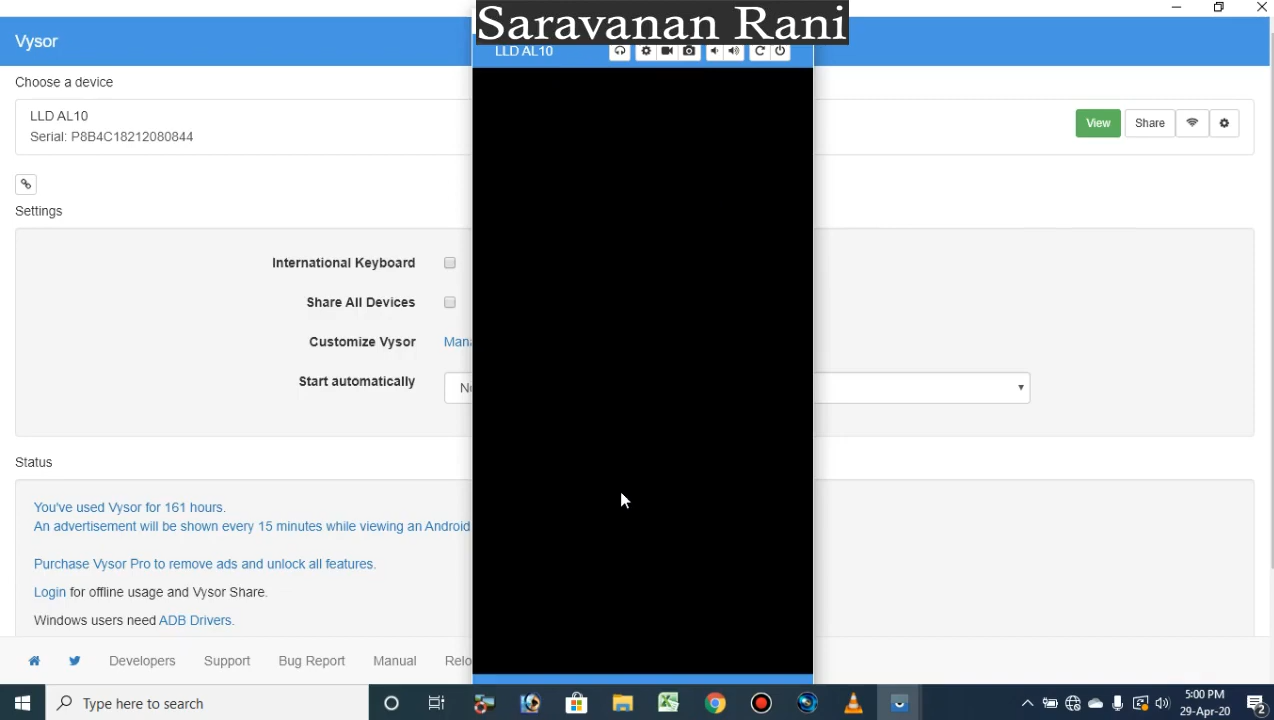 Saravanan Rani
Vysor
LLD AL10
Choose a device
LLD AL10
Serial: P8B4C18212080844
View
Share
Settings
International Keyboard
Share All Devices
Customize Vysor
Start automatically
Status
You've used Vysor for 161 hours.
An advertisement will be shown every 15 minutes while viewing an Android
Purchase Vysor Pro to remove ads and unlock all features.
Login for offline usage and Vysor Share.
Windows users need ADB Drivers.
Developers
Support
Bug Report
Manual
Type here to search
5:00 PM
29-Apr-20
2